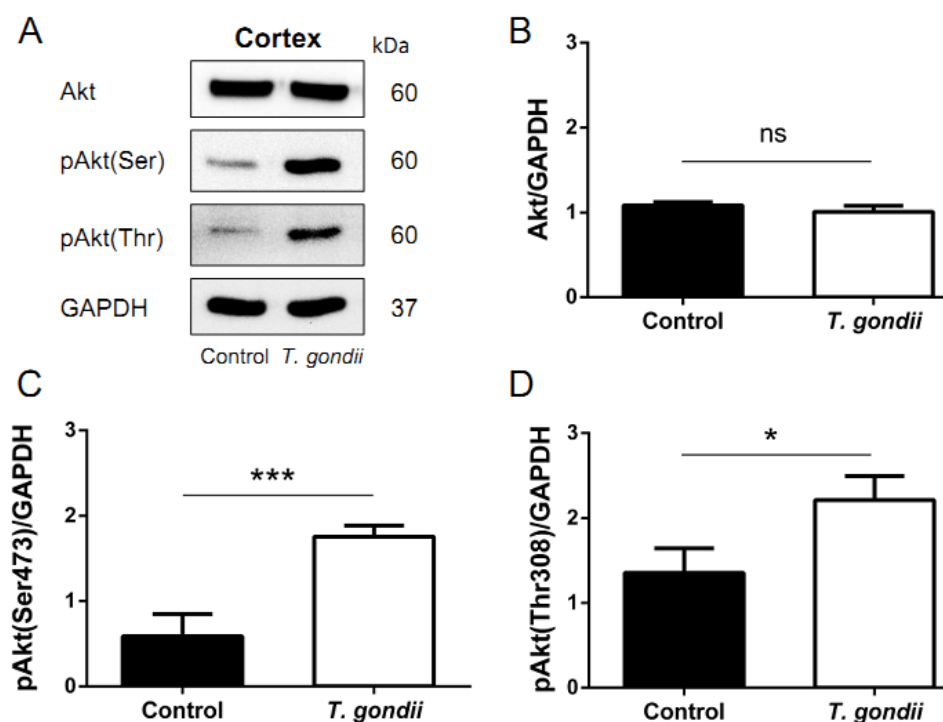 A
Cortex
kDa
Akt
60
pAkt(Ser)
60
pAkt(Thr)
60
GAPDH
37
Control T. gondii
B
Akt/GAPDH
3
2
1
0
ns
Control T. gondii
C
pAkt(Ser473)/GAPDH
3
2
1
0
***
Control T. gondii
D
pAkt(Thr308)/GAPDH
3
2
1
0
*
Control T. gondii